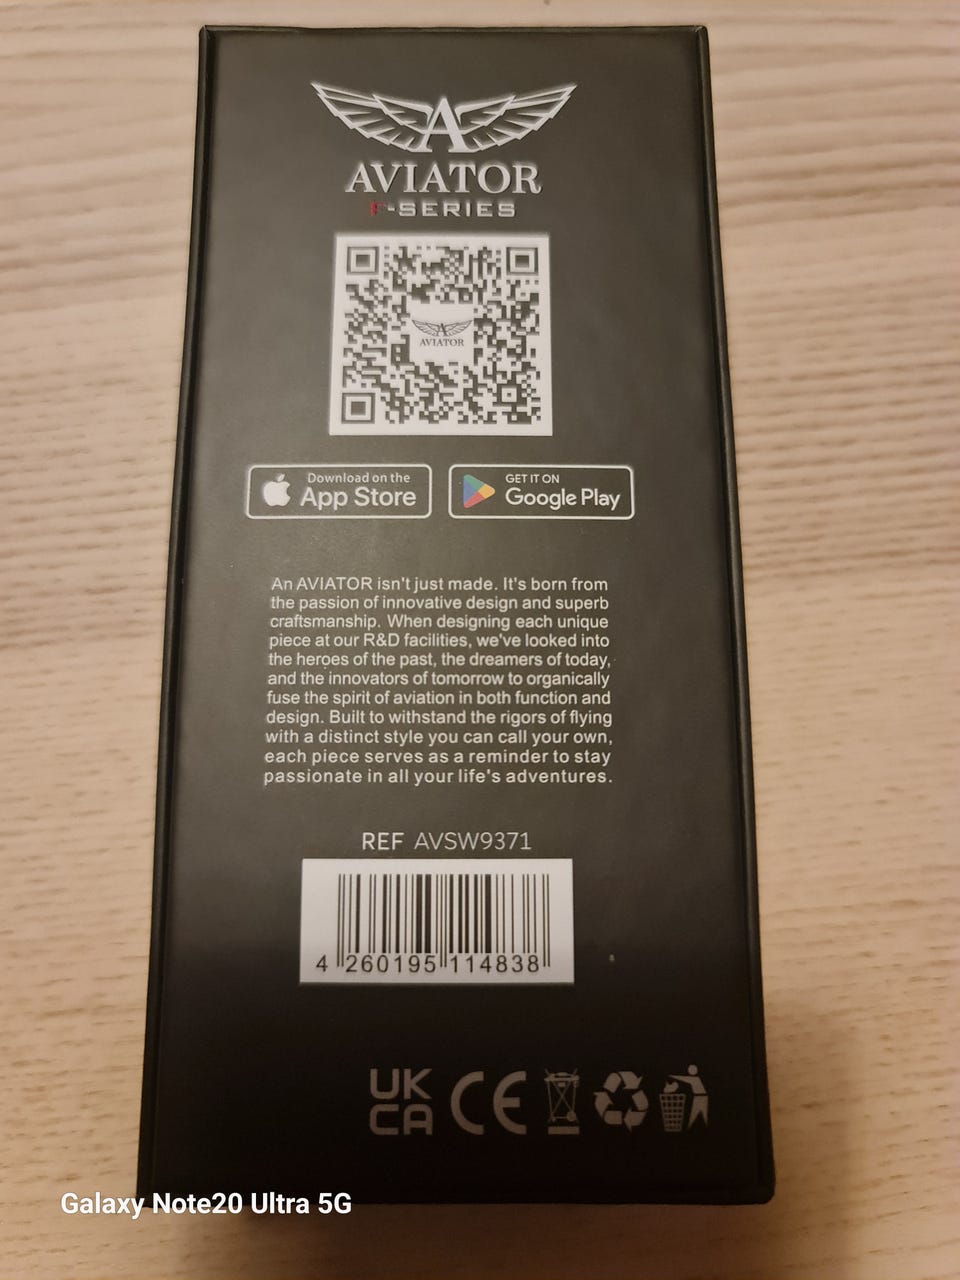 A
AVIATOR
F-SERIES
A
AVIATOR
Download on the
App Store
GET IT ON
Google Play
An AVIATOR isn't just made. It's born from
the passion of innovative design and superb
craftsmanship. When designing each unique
piece at our R&D facilities, we've looked into
the heroes of the past, the dreamers of today,
and the innovators of tomorrow to organically
fuse the spirit of aviation in both function and
design. Built to withstand the rigors of flying
with a distinct style you can call your own,
each piece serves as a reminder to stay
passionate in all your life's adventures.
REF AVSW9371
4 260195 114838
UK
CA
CE
Galaxy Note20 Ultra 5G